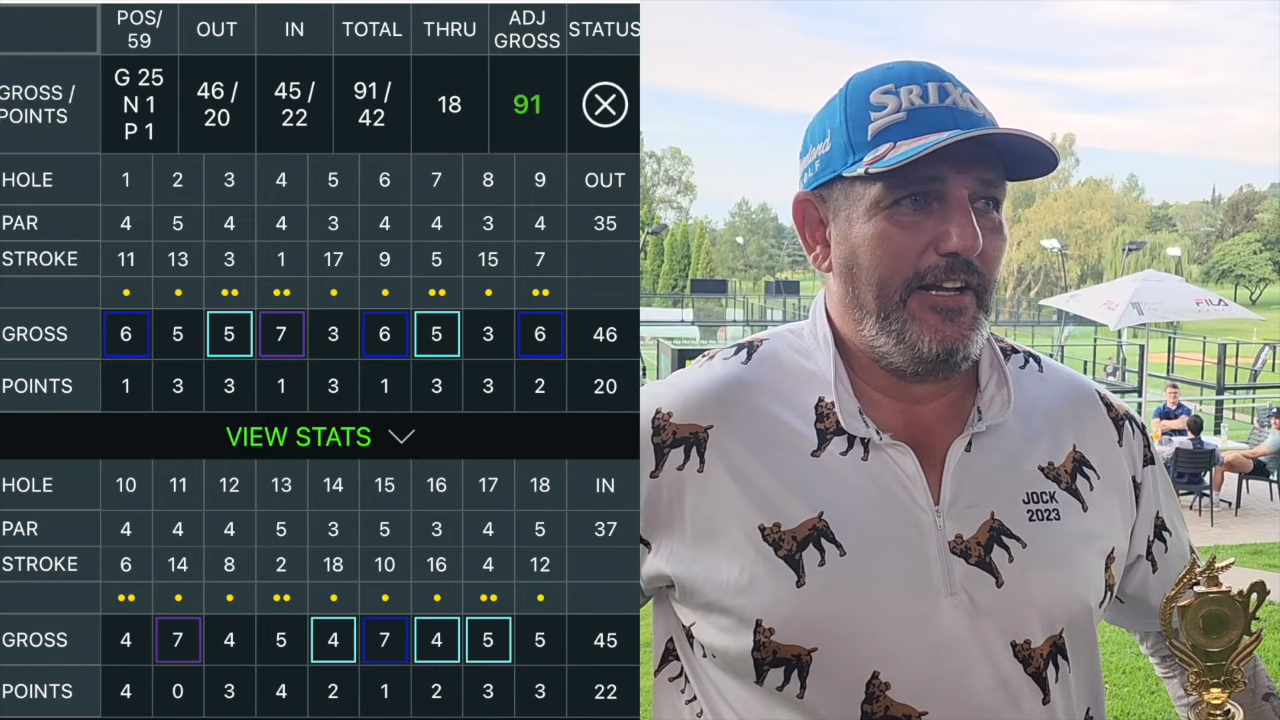 POS/ 59 OUT IN TOTAL THRU ADJ GROSS STATUS
GROSS / POINTS G 25 N 1 P 1 46 / 20 45 / 22 91 / 42 18 91
HOLE 1 2 3 4 5 6 7 8 9 OUT
PAR 4 5 4 4 3 4 4 3 4 35
STROKE 11 13 3 1 17 9 5 15 7
GROSS 6 5 5 7 3 6 5 3 6 46
POINTS 1 3 3 1 3 1 3 3 2 20
VIEW STATS
HOLE 10 11 12 13 14 15 16 17 18 IN
PAR 4 4 4 5 3 5 3 4 5 37
STROKE 6 14 8 2 18 10 16 4 12
GROSS 4 7 4 5 4 7 4 5 5 45
POINTS 4 0 3 4 2 1 2 3 3 22
SRIXON
GOLF
JOCK
2023
FILA